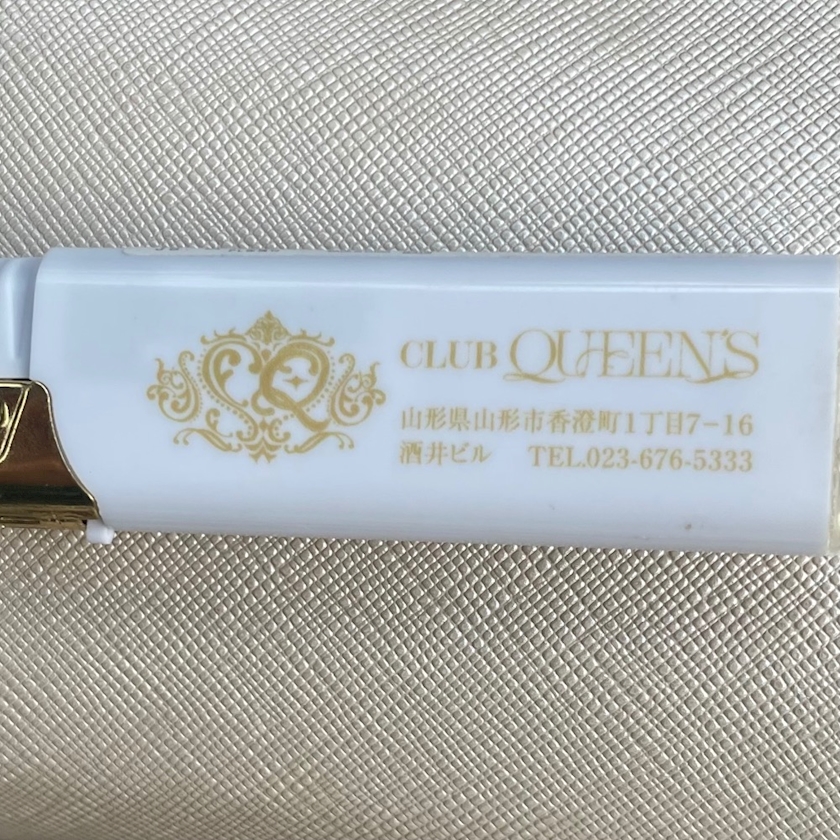 CLUB QUEEN'S
山形県山形市香澄町1丁目7-16
酒井ビル TEL.023-676-5333